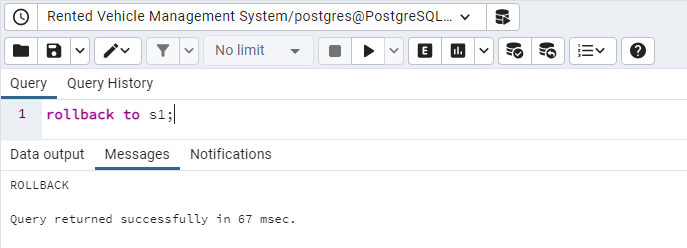 Rented Vehicle Management System/postgres@PostgreSQL...
No limit
E
Query Query History
1 rollback to s1;
Data output Messages Notifications
ROLLBACK
Query returned successfully in 67 msec.